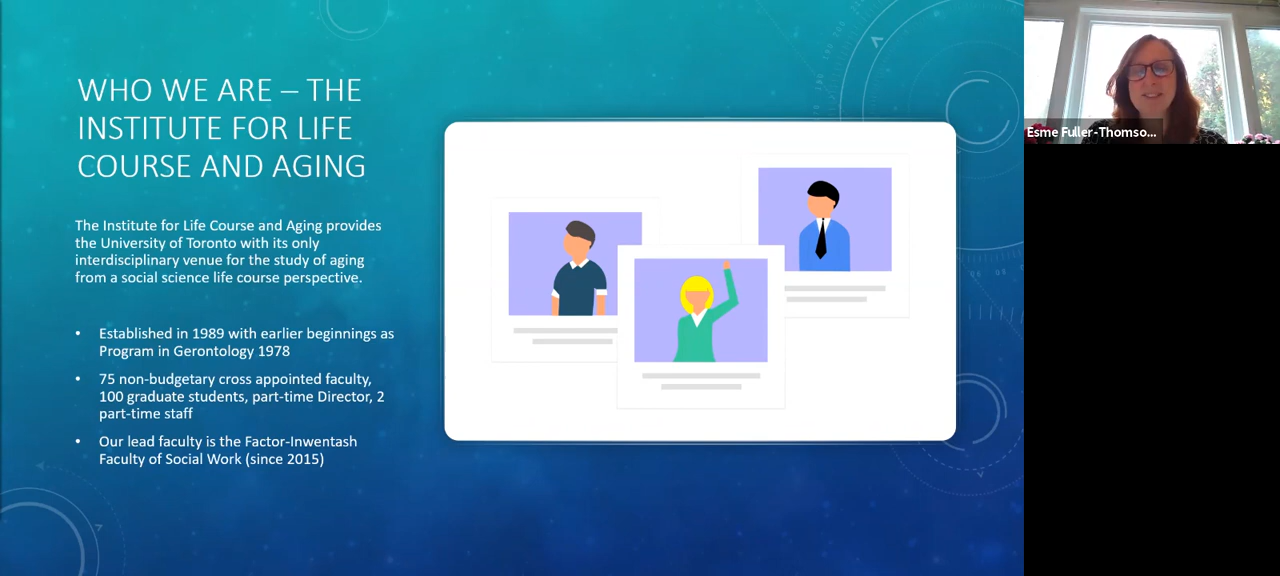 WHO WE ARE – THE
INSTITUTE FOR LIFE
COURSE AND AGING
The Institute for Life Course and Aging provides
the University of Toronto with its only
interdisciplinary venue for the study of aging
from a social science life course perspective.
• Established in 1989 with earlier beginnings as
Program in Gerontology 1978
• 75 non-budgetary cross appointed faculty,
100 graduate students, part-time Director, 2
part-time staff
• Our lead faculty is the Factor-Inwentash
Faculty of Social Work (since 2015)
Esme Fuller-Thomso...